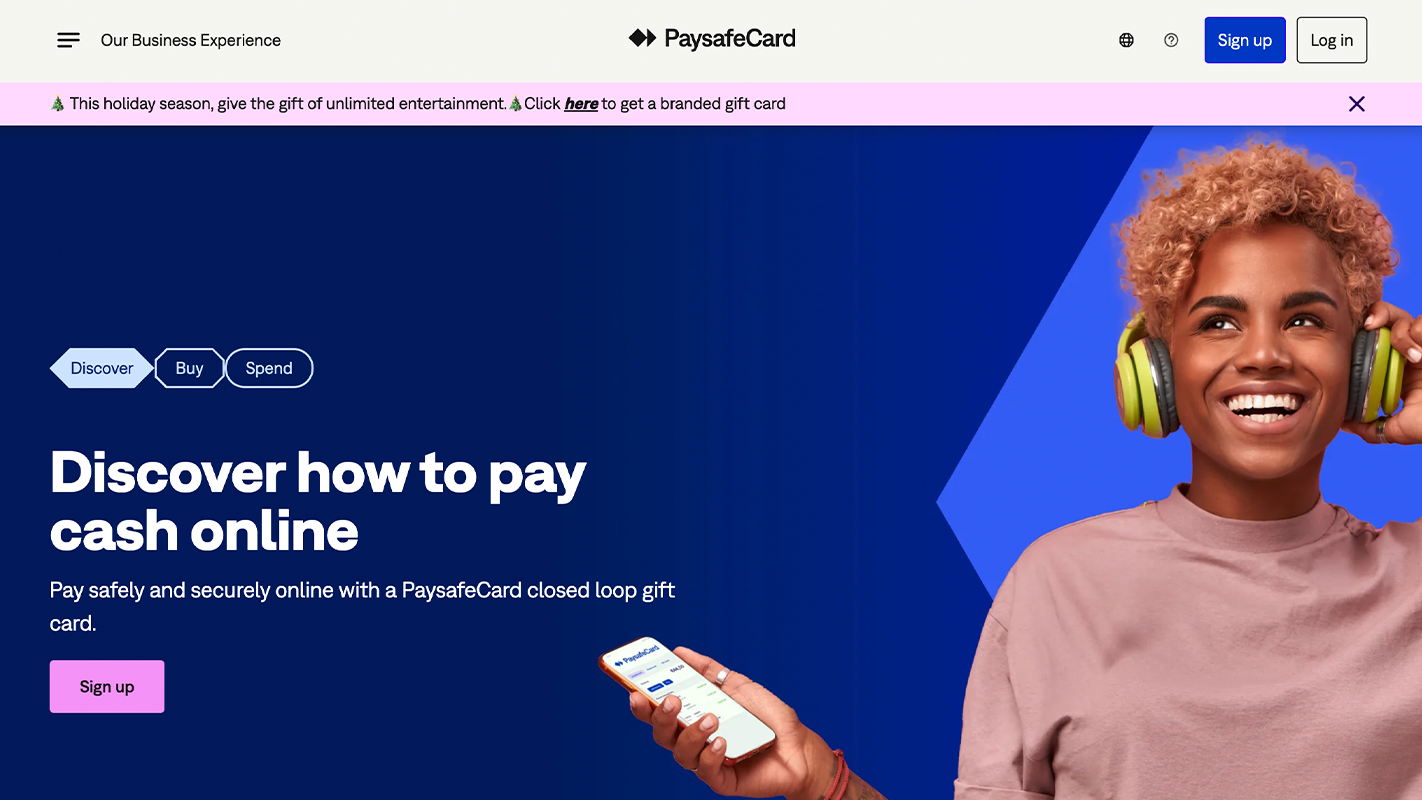 Our Business Experience
PaysafeCard
Sign up
Log in
🎄 This holiday season, give the gift of unlimited entertainment.🎄Click here to get a branded gift card
Discover
Buy
Spend
Discover how to pay
cash online
Pay safely and securely online with a PaysafeCard closed loop gift
card.
Sign up
PaysafeCard